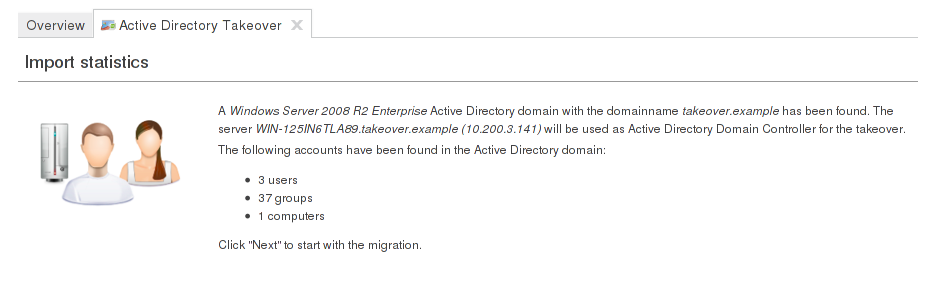 Overview
Active Directory Takeover
Import statistics
A Windows Server 2008 R2 Enterprise Active Directory domain with the domainname takeover.example has been found. The
server WIN-125IN6TLA89.takeover.example (10.200.3.141) will be used as Active Directory Domain Controller for the takeover.
The following accounts have been found in the Active Directory domain:
• 3 users
• 37 groups
• 1 computers
Click "Next" to start with the migration.